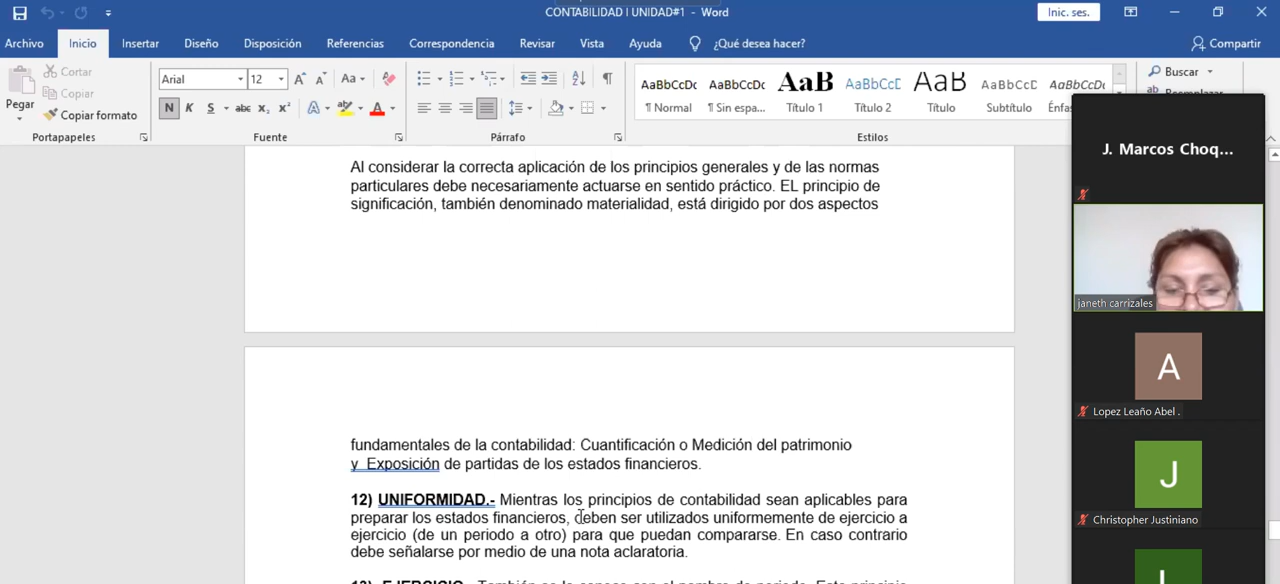 CONTABILIDAD I UNIDAD#1 - Word
Inic. ses.
Archivo Inicio Insertar Diseño Disposición Referencias Correspondencia Revisar Vista Ayuda ¿Qué desea hacer? Compartir
Pegar
Cortar
Copiar
Copiar formato
Portapapeles
Arial 12 A A Aa
N K S abc x₂ x² A A
Fuente
Párrafo
AaBbCcDc AaBbCcDc AaB AaBbCcD AaB AaBbCcD AaBbCcDc
¶ Normal ¶ Sin espa... Título 1 Título 2 Título Subtítulo Énfas
Estilos
Buscar
J. Marcos Choq...
janeth carrizales
A
Lopez Leaño Abel .
J
Christopher Justiniano
Al considerar la correcta aplicación de los principios generales y de las normas
particulares debe necesariamente actuarse en sentido práctico. EL principio de
significación, también denominado materialidad, está dirigido por dos aspectos
fundamentales de la contabilidad: Cuantificación o Medición del patrimonio
y Exposición de partidas de los estados financieros.
12) UNIFORMIDAD.- Mientras los principios de contabilidad sean aplicables para
preparar los estados financieros, deben ser utilizados uniformemente de ejercicio a
ejercicio (de un periodo a otro) para que puedan compararse. En caso contrario
debe señalarse por medio de una nota aclaratoria.